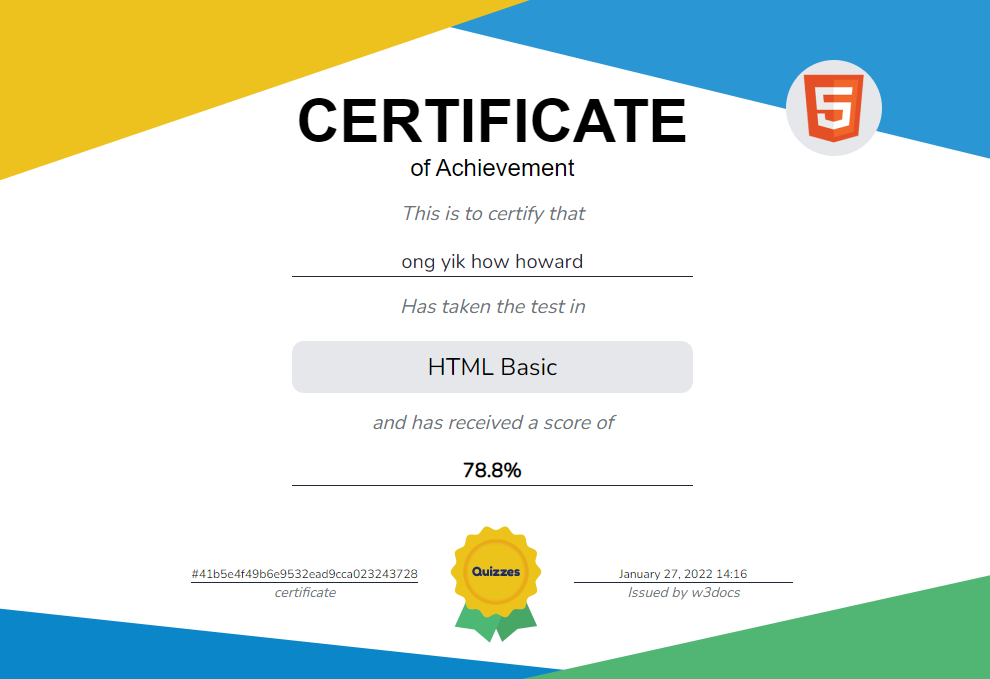 CERTIFICATE
of Achievement
This is to certify that
ong yik how howard
Has taken the test in
HTML Basic
and has received a score of
78.8%
Quizzes
#41b5e4f49b6e9532ead9cca023243728
certificate
January 27, 2022 14:16
Issued by w3docs